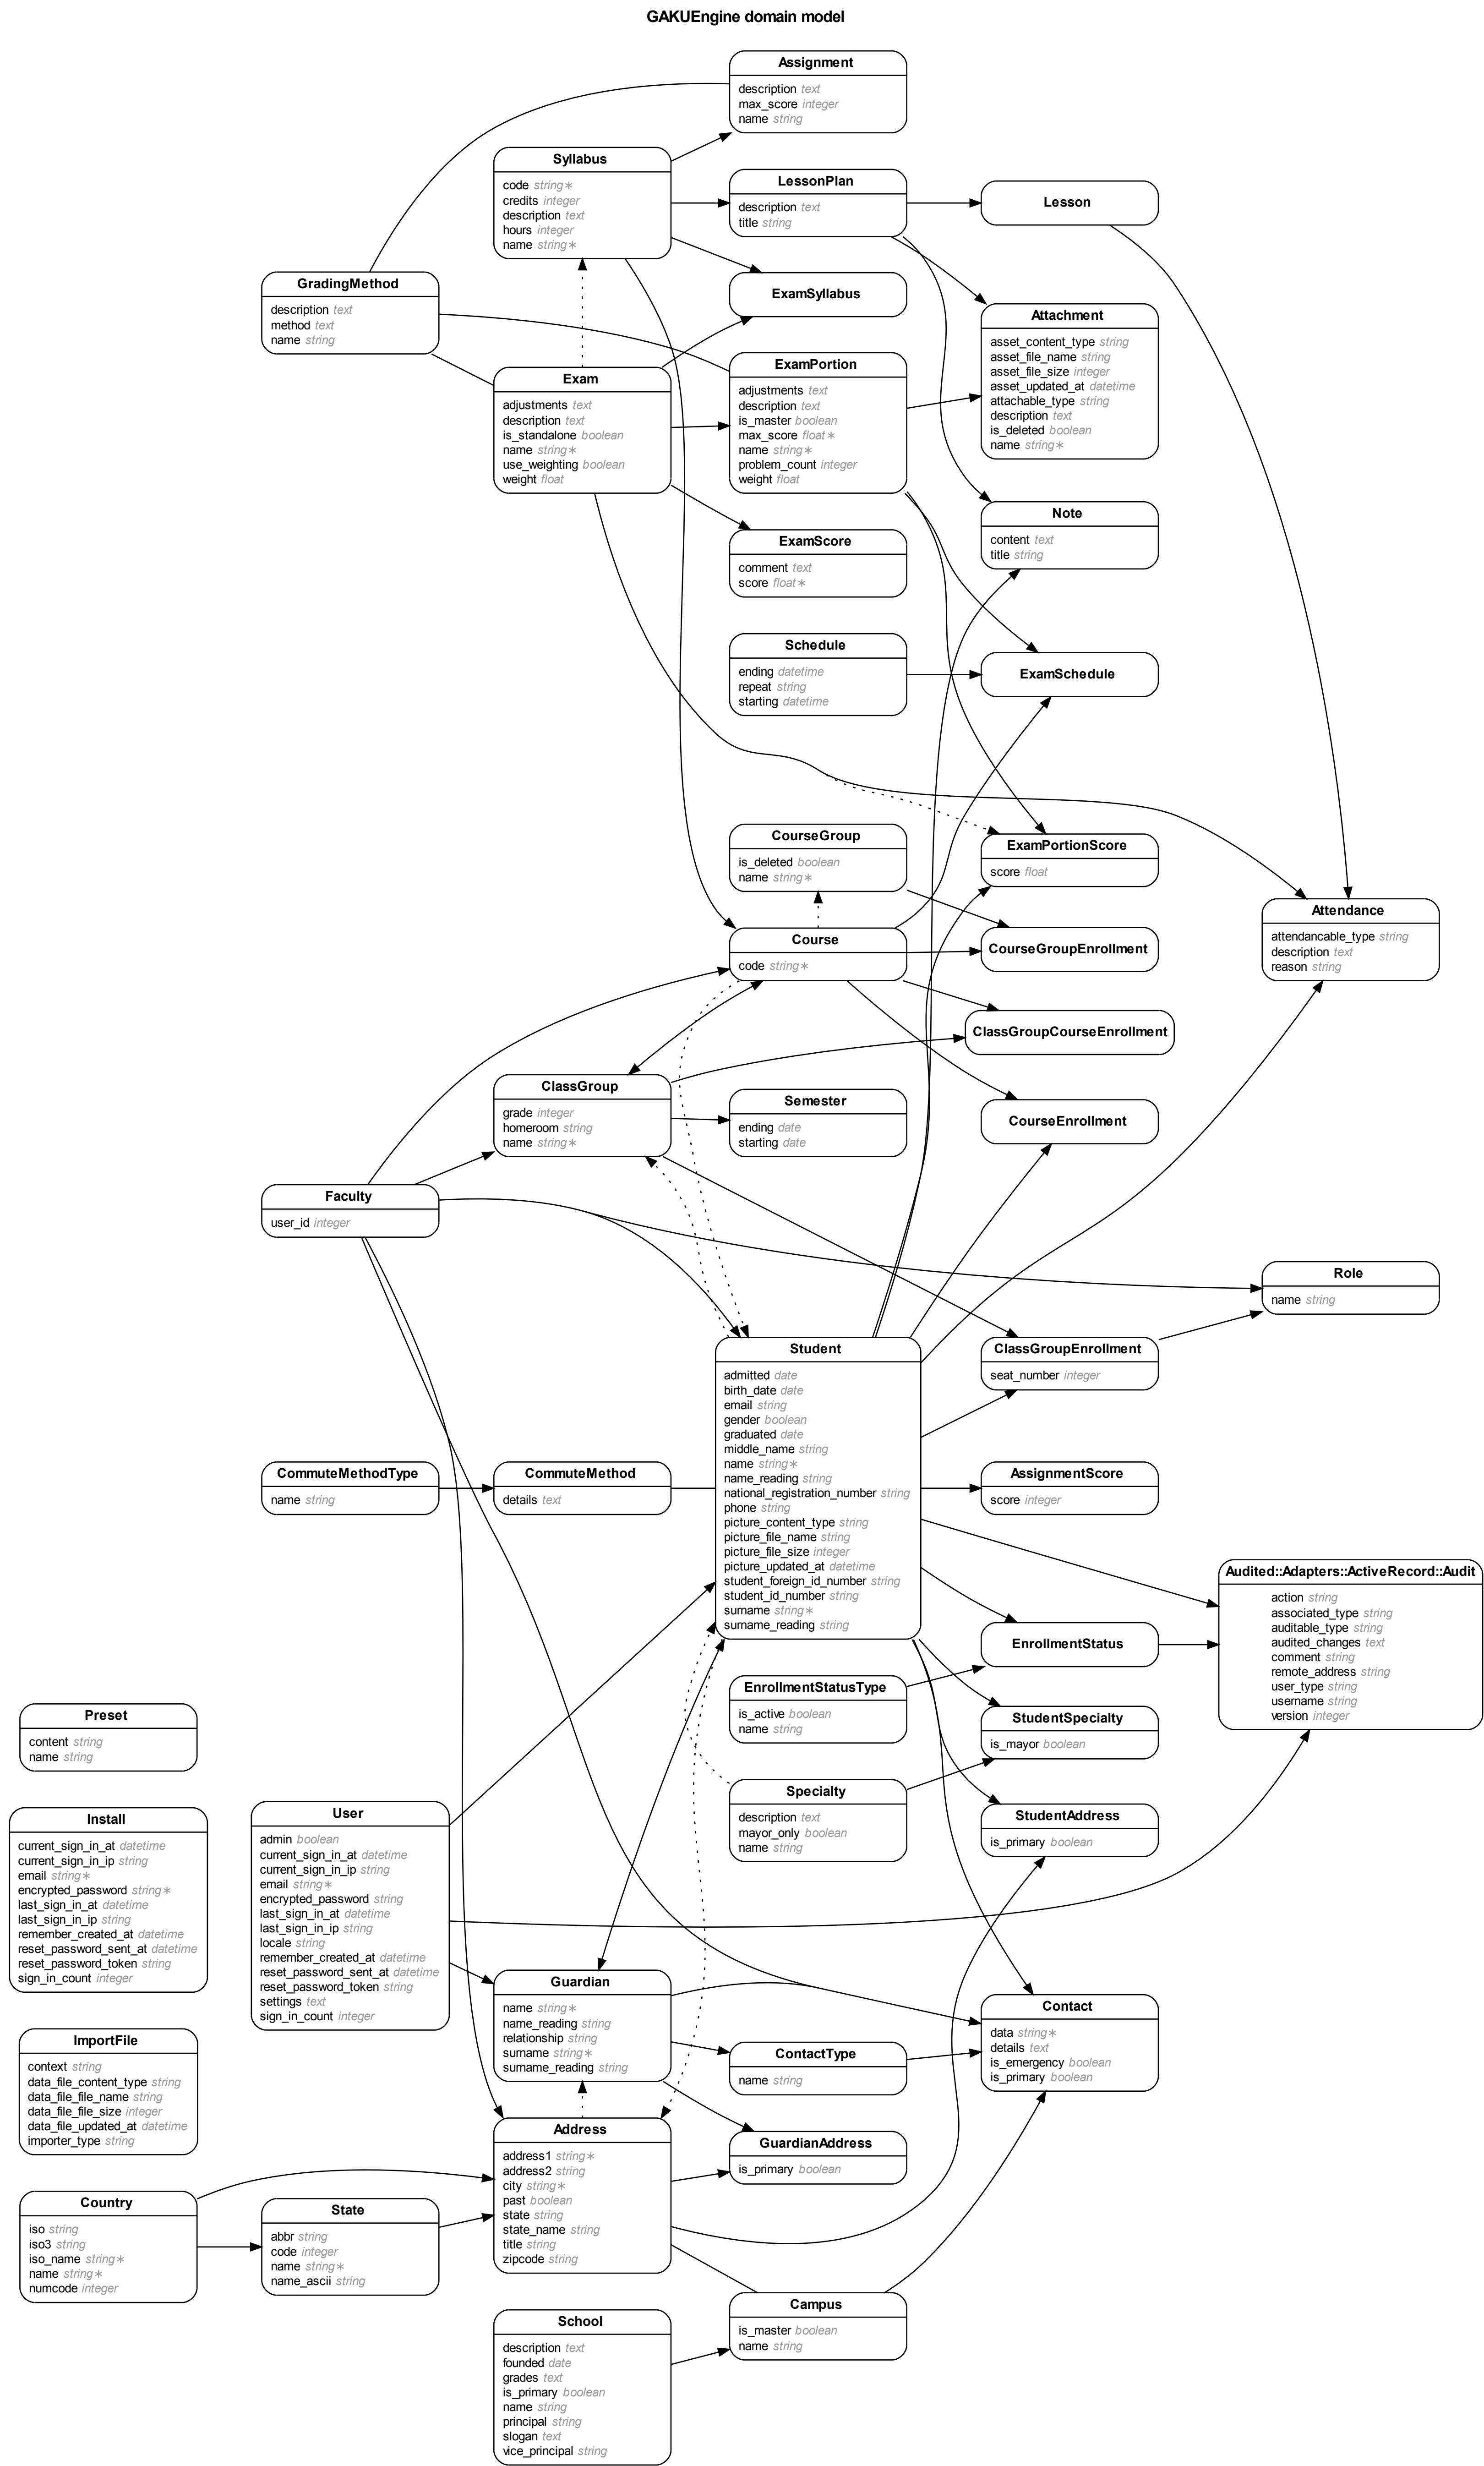 GAKUEngine domain model
Assignment
description text
max_score integer
name string
Syllabus
code string∗
credits integer
description text
hours integer
name string∗
LessonPlan
description text
title string
Lesson
GradingMethod
description text
method text
name string
ExamSyllabus
Attachment
asset_content_type string
asset_file_name string
asset_file_size integer
asset_updated_at datetime
attachable_type string
description text
is_deleted boolean
name string∗
Exam
adjustments text
description text
is_standalone boolean
name string∗
use_weighting boolean
weight float
ExamPortion
adjustments text
description text
is_master boolean
max_score float∗
name string∗
problem_count integer
weight float
Note
content text
title string
ExamScore
comment text
score float∗
Schedule
ending datetime
repeat string
starting datetime
ExamSchedule
CourseGroup
is_deleted boolean
name string∗
ExamPortionScore
score float
Attendance
attendancable_type string
description text
reason string
Course
code string∗
CourseGroupEnrollment
ClassGroupCourseEnrollment
ClassGroup
grade integer
homeroom string
name string∗
Semester
ending date
starting date
CourseEnrollment
Faculty
user_id integer
Role
name string
Student
admitted date
birth_date date
email string
gender boolean
graduated date
middle_name string
name string∗
name_reading string
national_registration_number string
phone string
picture_content_type string
picture_file_name string
picture_file_size integer
picture_updated_at datetime
student_foreign_id_number string
student_id_number string
surname string∗
surname_reading string
ClassGroupEnrollment
seat_number integer
CommuteMethodType
name string
CommuteMethod
details text
AssignmentScore
score integer
Audited::Adapters::ActiveRecord::Audit
action string
associated_type string
auditable_type string
audited_changes text
comment string
remote_address string
user_type string
username string
version integer
EnrollmentStatus
EnrollmentStatusType
is_active boolean
name string
StudentSpecialty
is_mayor boolean
Preset
content string
name string
Specialty
description text
mayor_only boolean
name string
StudentAddress
is_primary boolean
Install
current_sign_in_at datetime
current_sign_in_ip string
email string∗
encrypted_password string∗
last_sign_in_at datetime
last_sign_in_ip string
remember_created_at datetime
reset_password_sent_at datetime
reset_password_token string
sign_in_count integer
User
admin boolean
current_sign_in_at datetime
current_sign_in_ip string
email string∗
encrypted_password string
last_sign_in_at datetime
last_sign_in_ip string
locale string
remember_created_at datetime
reset_password_sent_at datetime
reset_password_token string
settings text
sign_in_count integer
Guardian
name string∗
name_reading string
relationship string
surname string∗
surname_reading string
Contact
data string∗
details text
is_emergency boolean
is_primary boolean
ImportFile
context string
data_file_content_type string
data_file_file_name string
data_file_file_size integer
data_file_updated_at datetime
importer_type string
ContactType
name string
Address
address1 string∗
address2 string
city string∗
past boolean
state string
state_name string
title string
zipcode string
GuardianAddress
is_primary boolean
Country
iso string
iso3 string
iso_name string∗
name string∗
numcode integer
State
abbr string
code integer
name string∗
name_ascii string
Campus
is_master boolean
name string
School
description text
founded date
grades text
is_primary boolean
name string
principal string
slogan text
vice_principal string